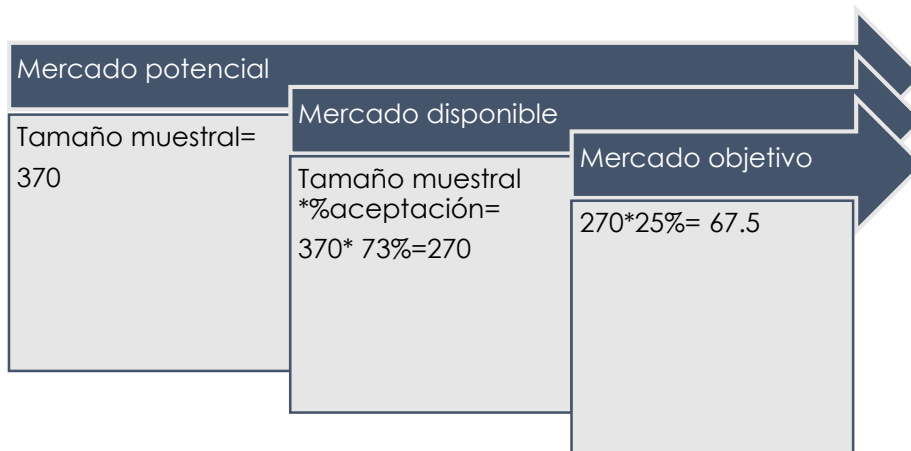 Mercado potencial
Tamaño muestral=
370
Mercado disponible
Tamaño muestral
*%aceptación=
370* 73%=270
Mercado objetivo
270*25%= 67.5